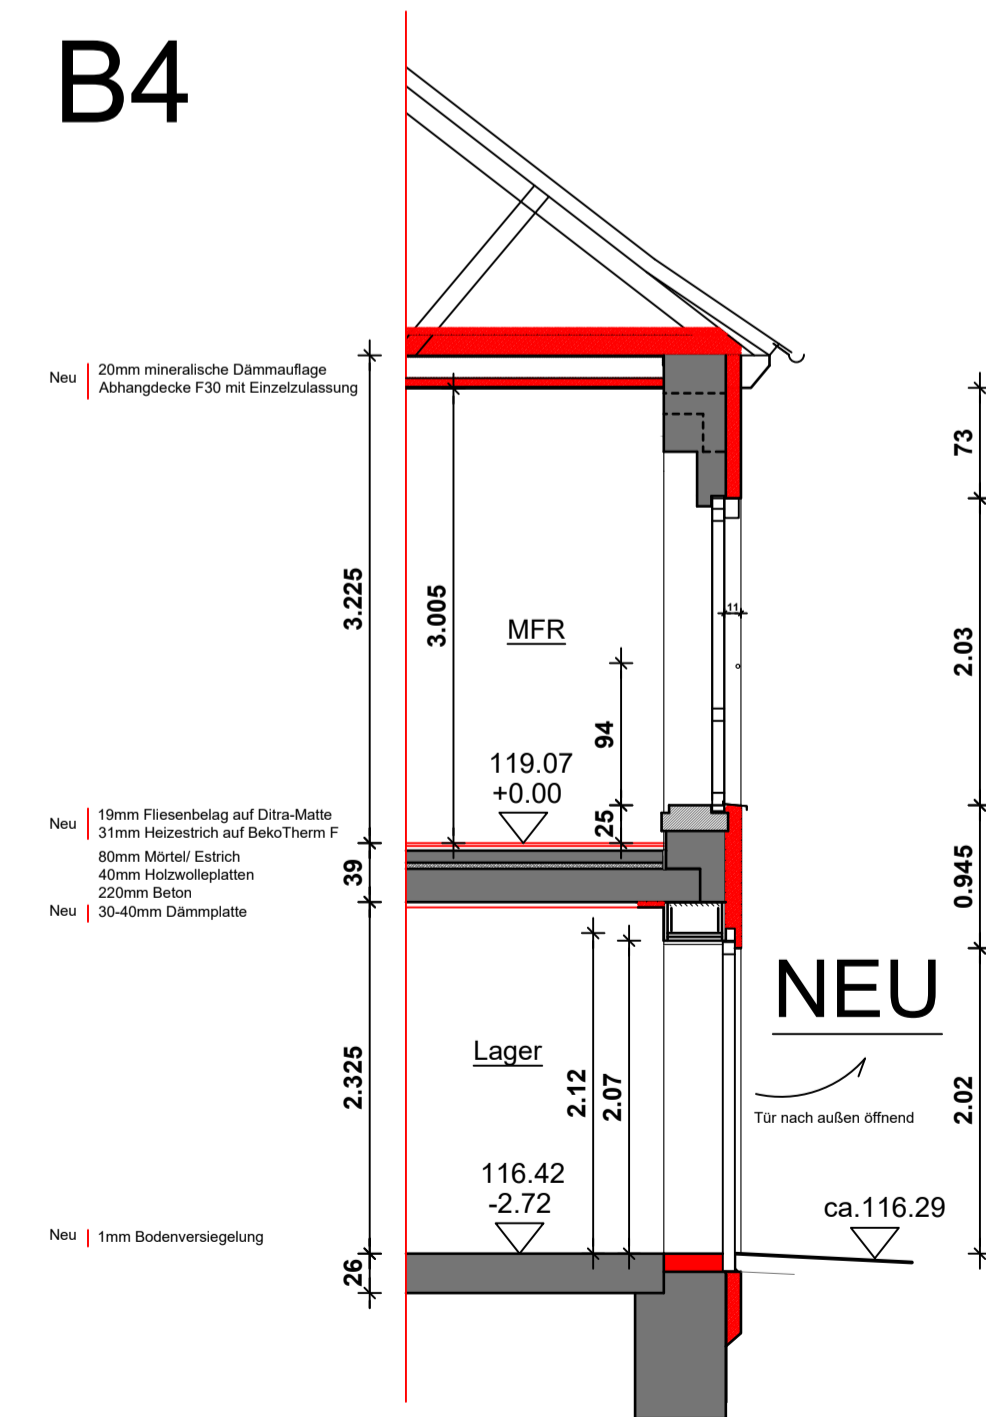 B4
Neu
20mm mineralische Dämmauflage
Abhangdecke F30 mit Einzelzulassung
73
3.225
3.005
MFR
11
2.03
94
119.07
+0.00
25
Neu
19mm Fliesenbelag auf Ditra-Matte
31mm Heizestrich auf BekoTherm F
80mm Mörtel/ Estrich
40mm Holzwolleplatten
220mm Beton
Neu
30-40mm Dämmplatte
39
0.945
NEU
Lager
2.325
2.12
2.07
2.02
Tür nach außen öffnend
116.42
-2.72
ca.116.29
Neu
1mm Bodenversiegelung
26